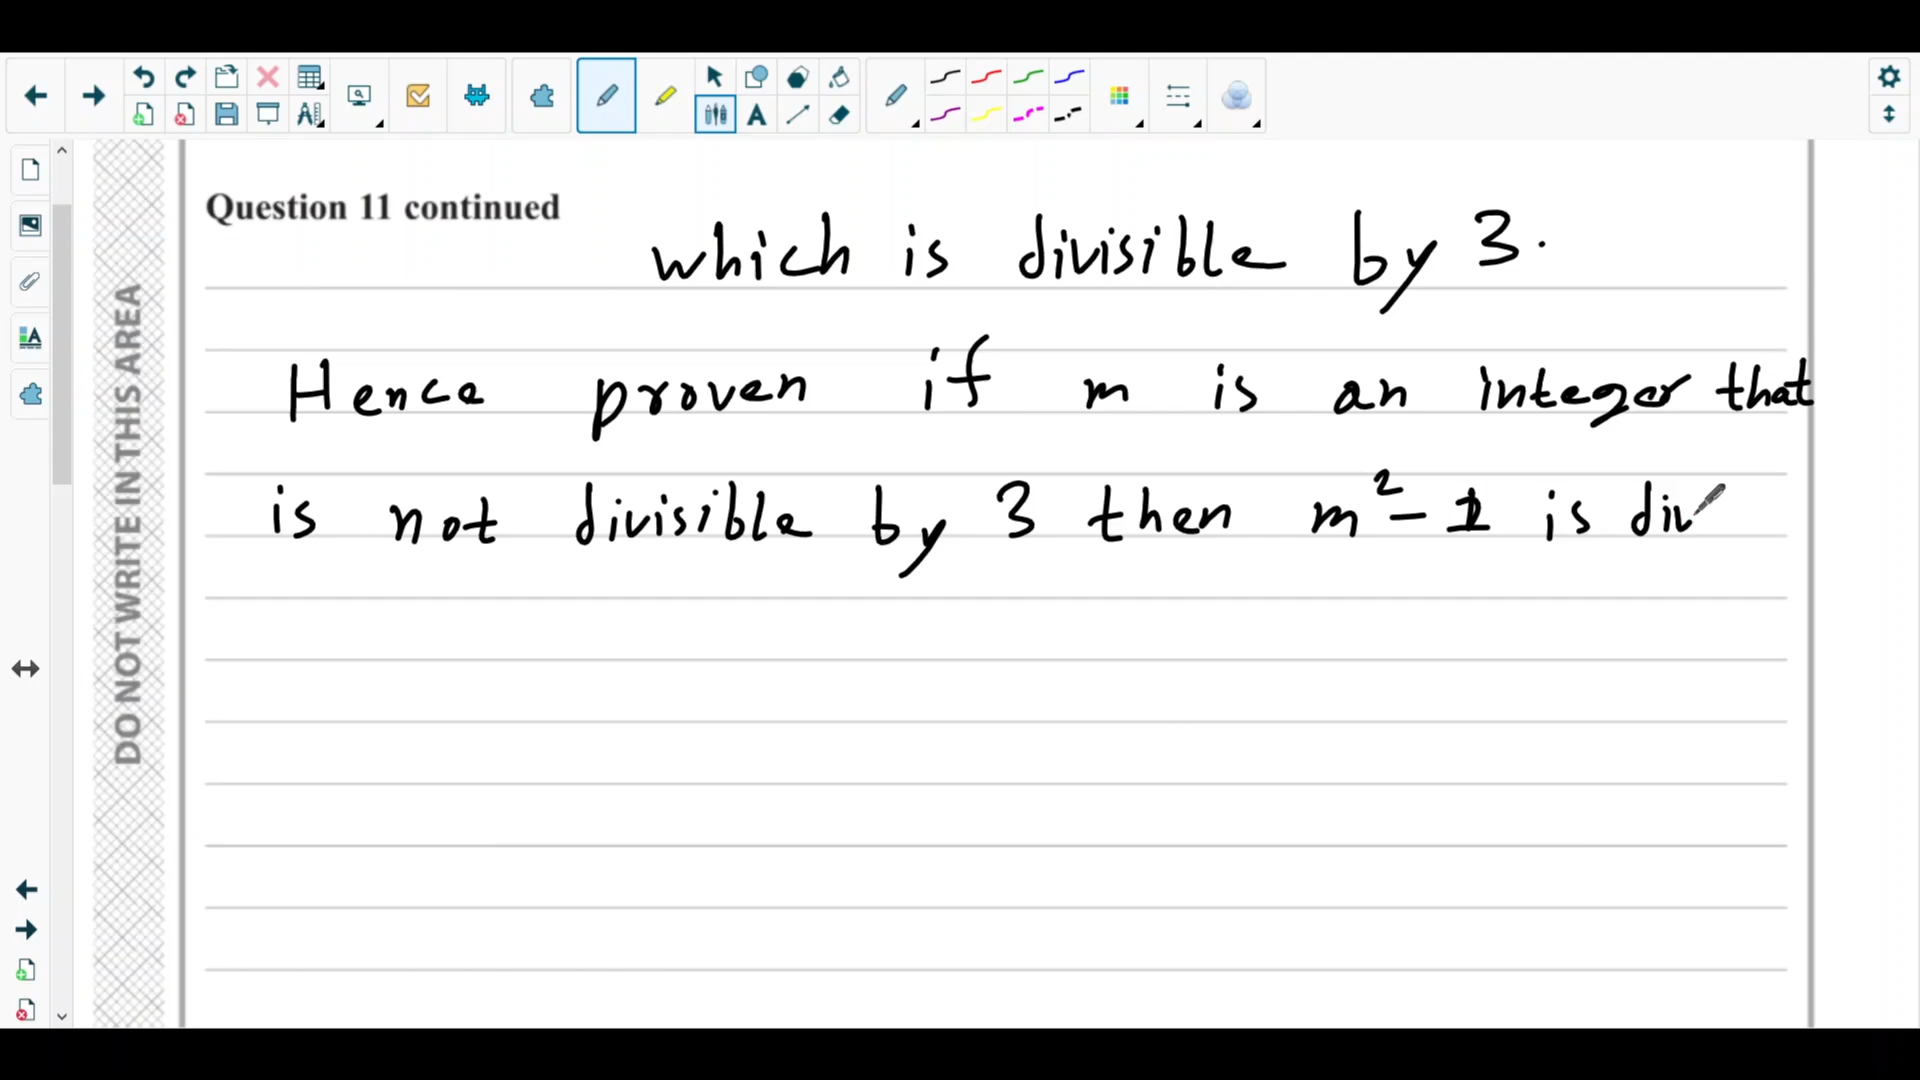 Question 11 continued
which is divisible by 3.
Hence proven if m is an integer that
is not divisible by 3 then m²-1 is div
DO NOT WRITE IN THIS AREA